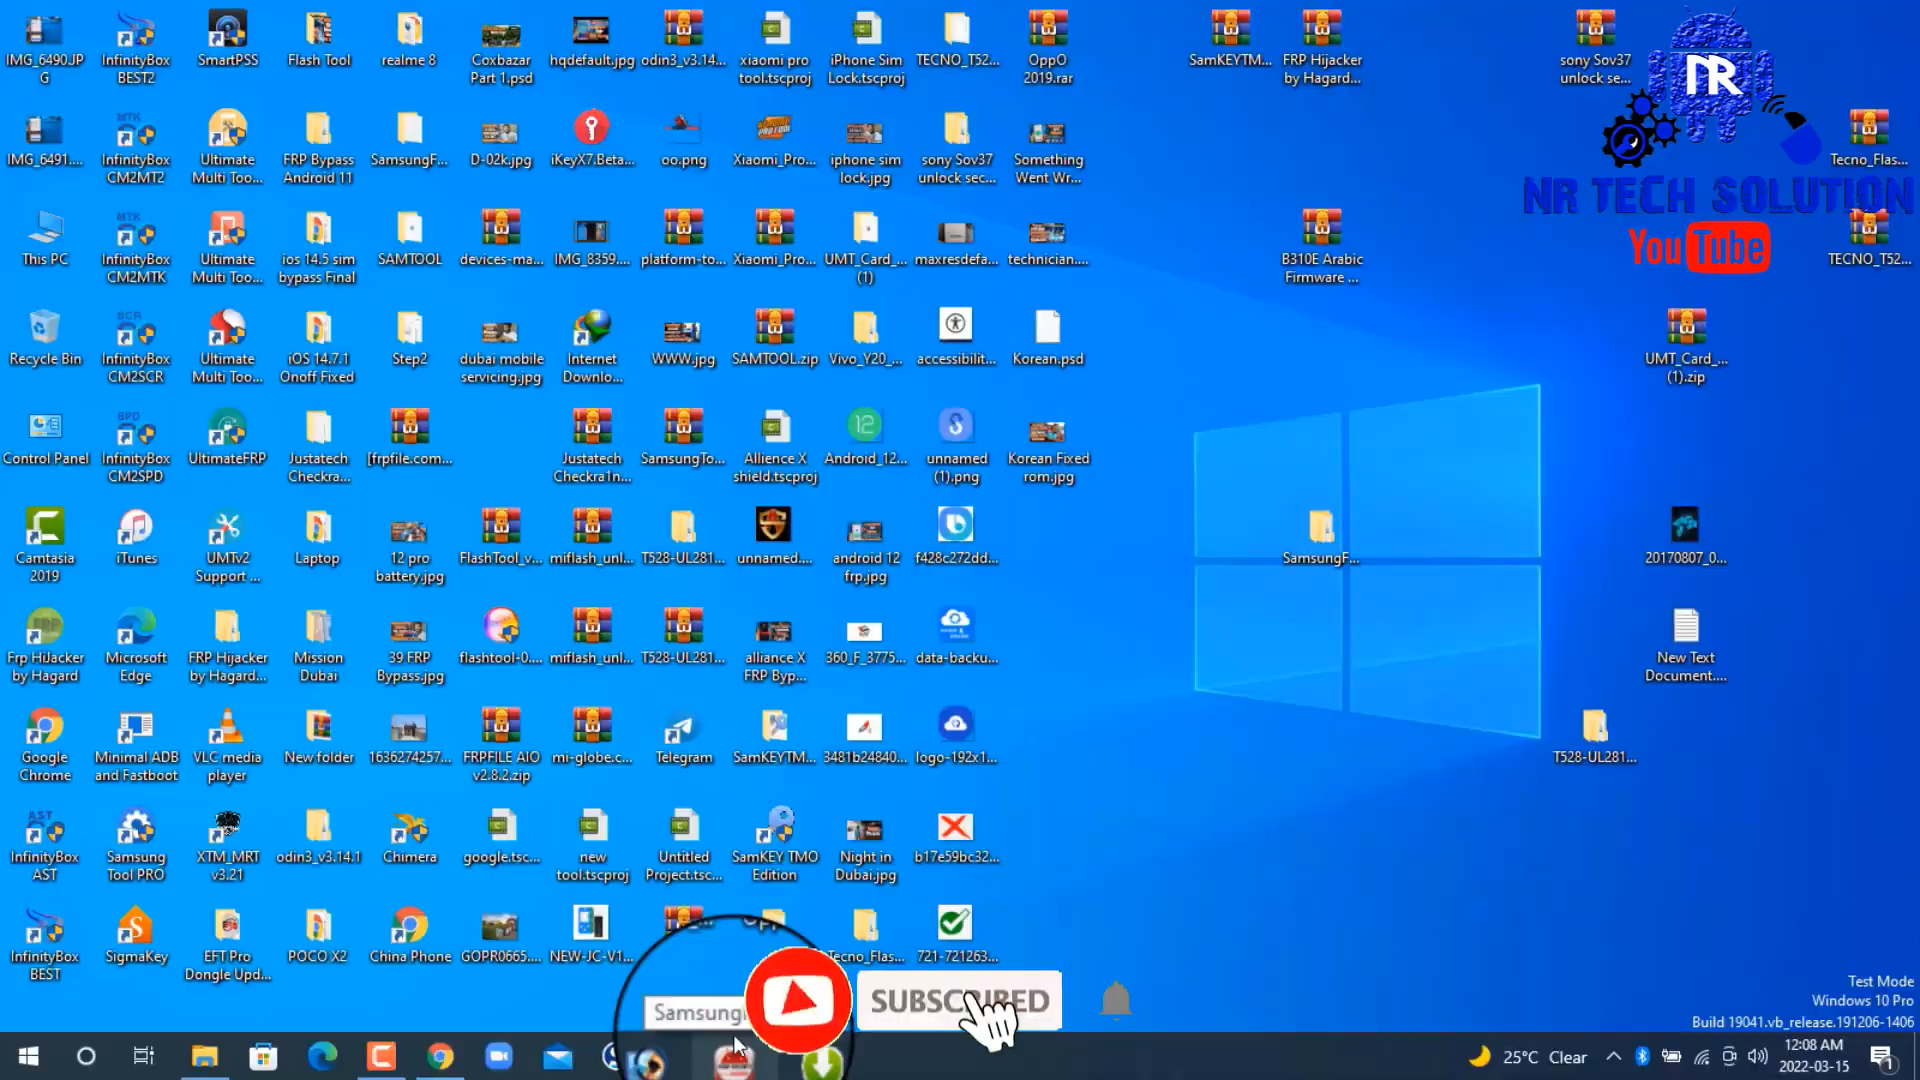 IMG_6490.JP
G
InfinityBox
BEST2
SmartPSS
Flash Tool
realme 8
Coxbazar
Part 1.psd
hqdefault.jpg
odin3_v3.14...
xiaomi pro
tool.tscproj
iPhone Sim
Lock.tscproj
TECNO_T52...
OppO
2019.rar
SamKEYTM...
FRP Hijacker
by Hagard...
sony Sov37
unlock se...
NR
IMG_6491....
InfinityBox
CM2MT2
Ultimate
Multi Too...
FRP Bypass
Android 11
SamsungF...
D-02k.jpg
iKeyX7.Beta...
oo.png
Xiaomi_Pro...
iphone sim
lock.jpg
sony Sov37
unlock sec...
Something
Went Wr...
Tecno_Flas...
NR TECH SOLUTION
YouTube
This PC
InfinityBox
CM2MTK
Ultimate
Multi Too...
ios 14.5 sim
bypass Final
SAMTOOL
devices-ma...
IMG_8359....
platform-to...
Xiaomi_Pro...
UMT_Card_...
(1)
maxresdefa...
technician....
B310E Arabic
Firmware ...
TECNO_T52...
Recycle Bin
InfinityBox
CM2SCR
Ultimate
Multi Too...
iOS 14.7.1
Onoff Fixed
Step2
dubai mobile
servicing.jpg
Internet
Downlo...
WWW.jpg
SAMTOOL.zip
Vivo_Y20_...
accessibilit...
Korean.psd
UMT_Card_...
(1).zip
Control Panel
InfinityBox
CM2SPD
UltimateFRP
Justatech
Checkra...
[frpfile.com...
Justatech
Checkra1n...
SamsungTo...
Allience X
shield.tscproj
Android_12...
unnamed
(1).png
Korean Fixed
rom.jpg
Camtasia
2019
iTunes
UMTv2
Support ...
Laptop
12 pro
battery.jpg
FlashTool_v...
miflash_unl...
T528-UL281...
unnamed....
android 12
frp.jpg
f428c272dd...
SamsungF...
20170807_0...
Frp HiJacker
by Hagard
Microsoft
Edge
FRP Hijacker
by Hagard...
Mission
Dubai
39 FRP
Bypass.jpg
flashtool-0....
miflash_unl...
T528-UL281...
alliance X
FRP Byp...
360_F_3775...
data-backu...
New Text
Document....
Google
Chrome
Minimal ADB
and Fastboot
VLC media
player
New folder
1636274257...
FRPFILE AIO
v2.8.2.zip
mi-globe.c...
Telegram
SamKEYTM...
3481b24840...
logo-192x1...
T528-UL281...
InfinityBox
AST
Samsung
Tool PRO
XTM_MRT
v3.21
odin3_v3.14.1
Chimera
google.tsc...
new
tool.tscproj
Untitled
Project.tsc...
SamKEY TMO
Edition
Night in
Dubai.jpg
b17e59bc32...
InfinityBox
BEST
SigmaKey
EFT Pro
Dongle Upd...
POCO X2
China Phone
GOPR0665....
NEW-JC-V1...
Tecno_Flas...
721-721263...
Samsung
SUBSCRIBED
Test Mode
Windows 10 Pro
Build 19041.vb_release.191206-1406
25°C Clear
12:08 AM
2022-03-15
1